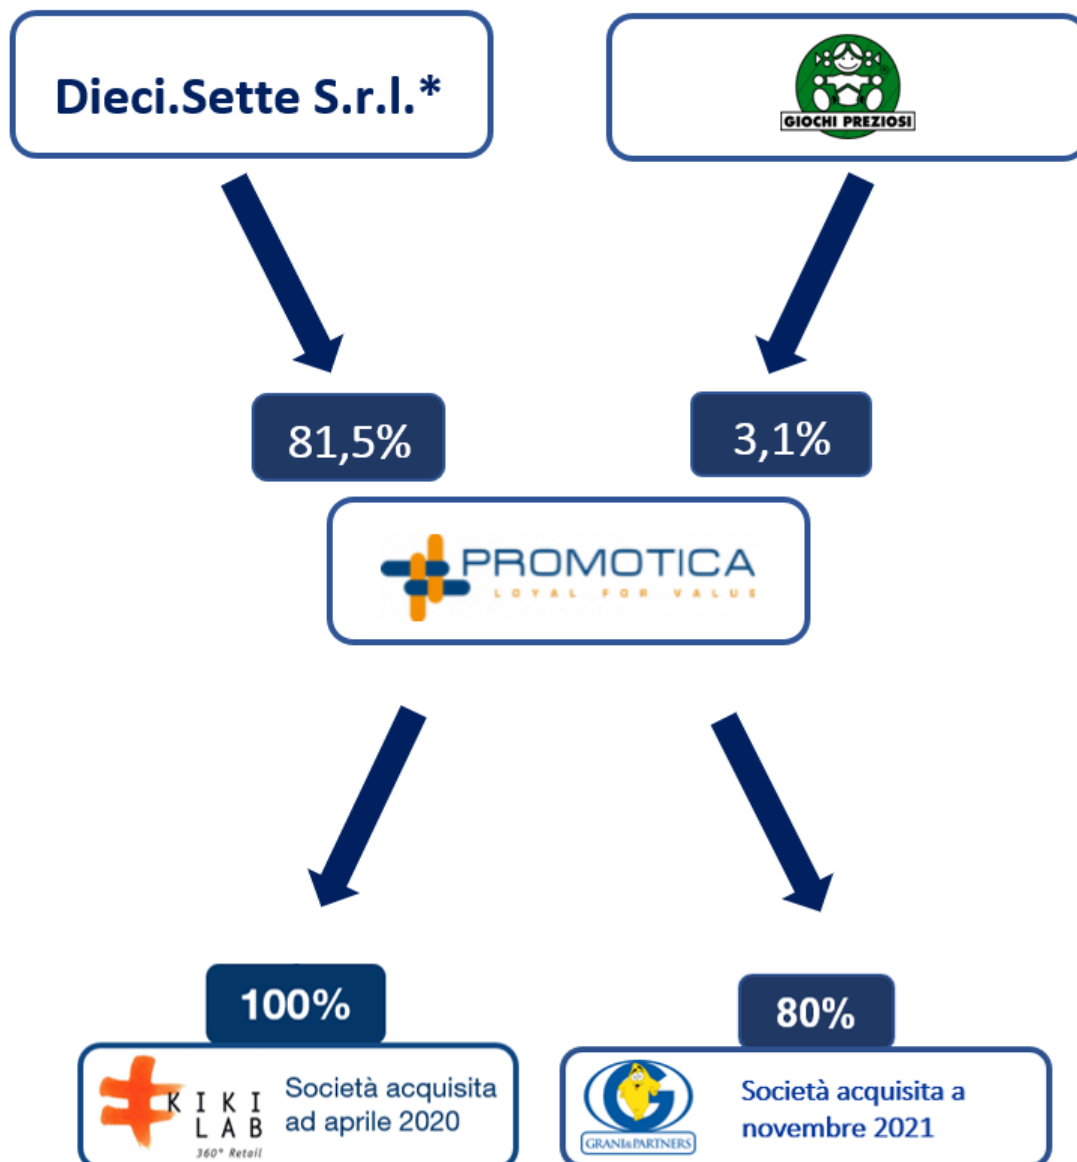 Dieci.Sette S.r.l.*
GIOCHI PREZIOSI
®
81,5%
3,1%
PROMOTICA
LOYAL FOR VALUE
100%
80%
KIKI
LAB
360° Retail
Società acquisita
ad aprile 2020
G
GRANI&PARTNERS
Società acquisita a
novembre 2021